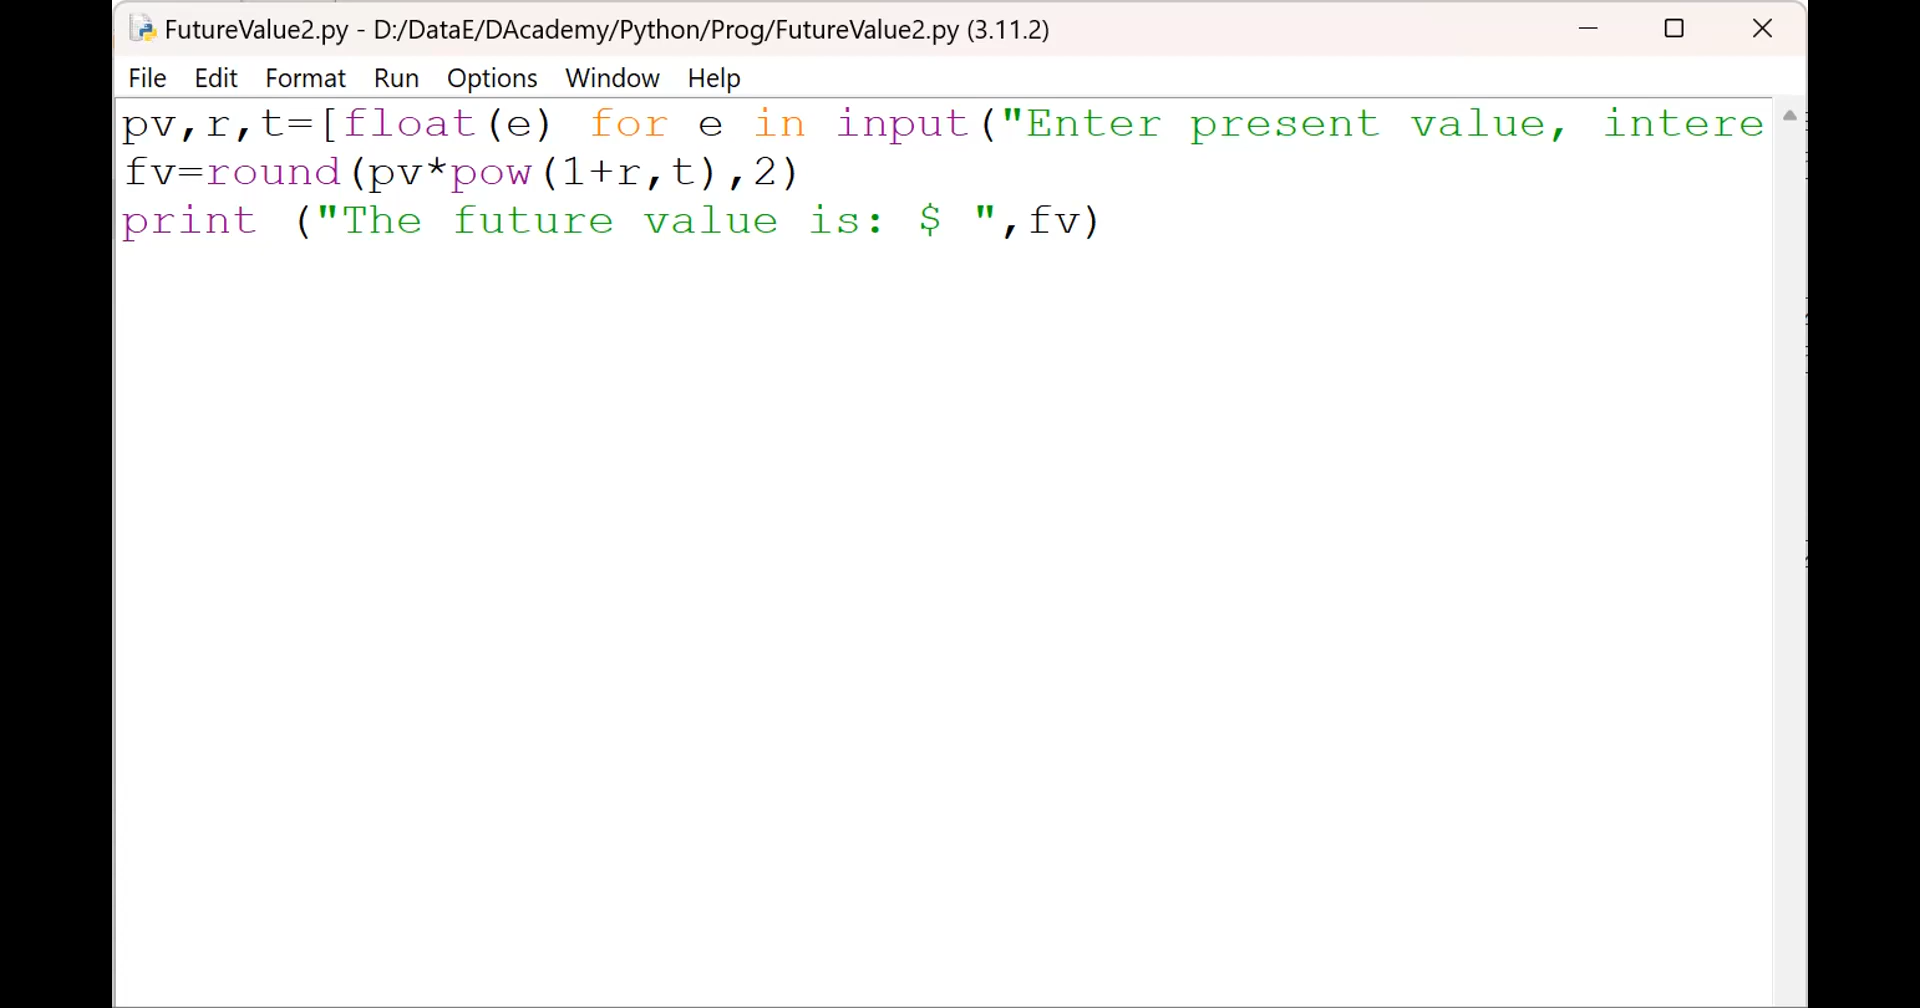 FutureValue2.py - D:/DataE/DAcademy/Python/Prog/FutureValue2.py (3.11.2)
File Edit Format Run Options Window Help
pv,r,t=[float(e) for e in input("Enter present value, intere
fv=round(pv*pow(1+r,t),2)
print ("The future value is: $ ",fv)